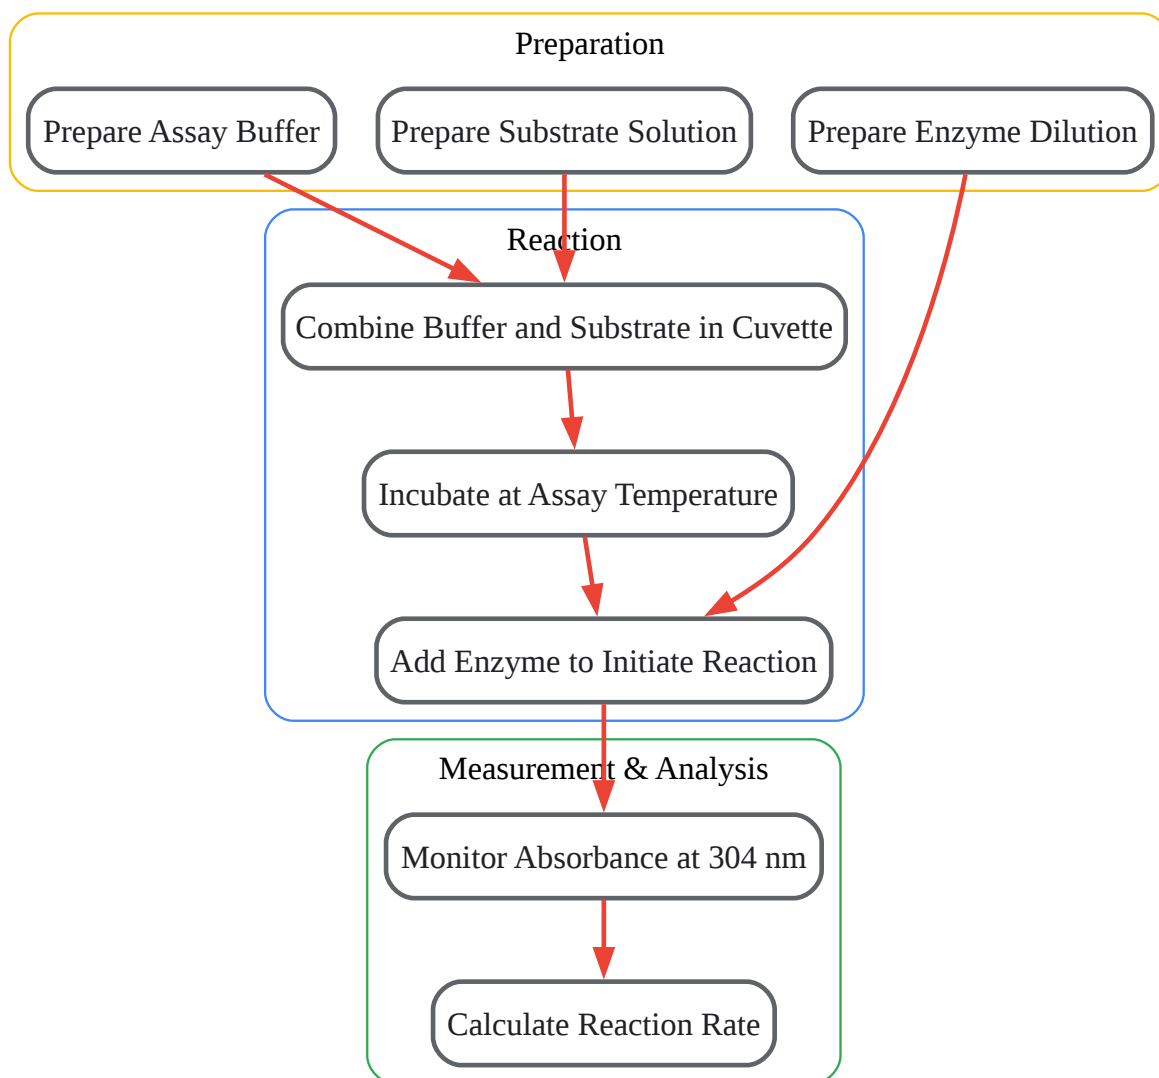 Preparation
Prepare Assay Buffer
Prepare Substrate Solution
Prepare Enzyme Dilution
Reaction
Combine Buffer and Substrate in Cuvette
Incubate at Assay Temperature
Add Enzyme to Initiate Reaction
Measurement & Analysis
Monitor Absorbance at 304 nm
Calculate Reaction Rate